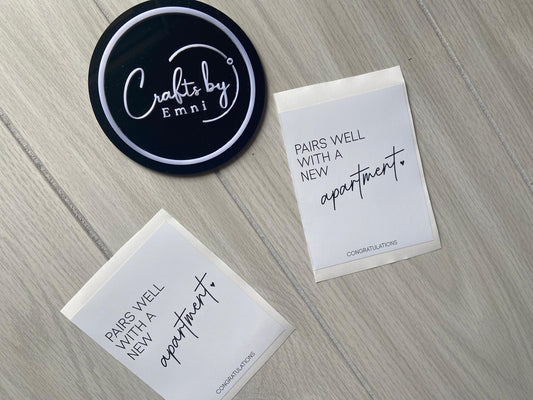 Crafts by
Emni
PAIRS WELL
WITH A
NEW
apartment
CONGRATULATIONS
PAIRS WELL
WITH A
NEW
apartment
CONGRATULATIONS